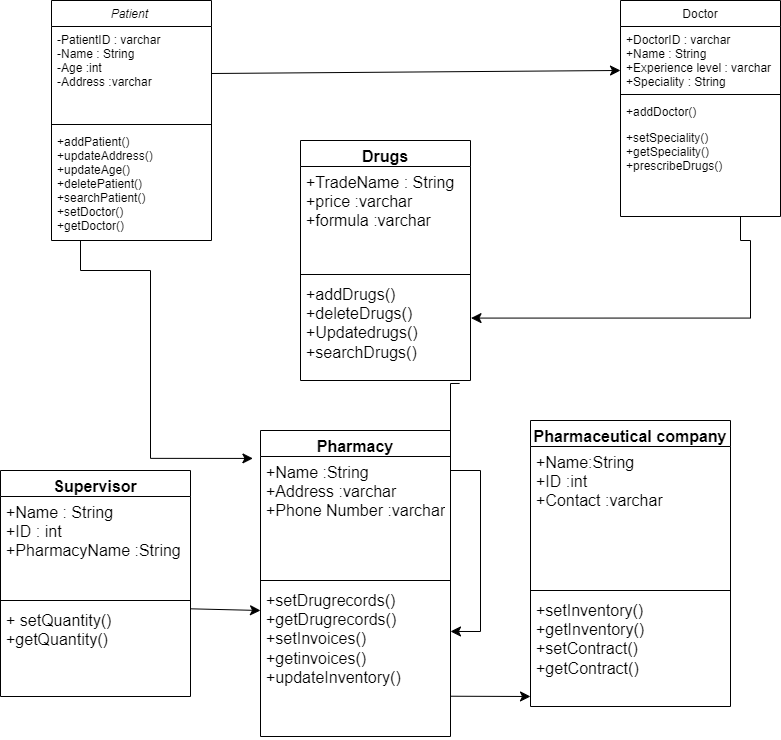 Patient
-PatientID : varchar
-Name : String
-Age :int
-Address :varchar
+addPatient()
+updateAddress()
+updateAge()
+deletePatient()
+searchPatient()
+setDoctor()
+getDoctor()
Doctor
+DoctorID : varchar
+Name : String
+Experience level : varchar
+Speciality : String
+addDoctor()
+setSpeciality()
+getSpeciality()
+prescribeDrugs()
Drugs
+TradeName : String
+price :varchar
+formula :varchar
+addDrugs()
+deleteDrugs()
+Updatedrugs()
+searchDrugs()
Supervisor
+Name : String
+ID : int
+PharmacyName :String
+ setQuantity()
+getQuantity()
Pharmacy
+Name :String
+Address :varchar
+Phone Number :varchar
+setDrugrecords()
+getDrugrecords()
+setInvoices()
+getinvoices()
+updateInventory()
Pharmaceutical company
+Name:String
+ID :int
+Contact :varchar
+setInventory()
+getInventory()
+setContract()
+getContract()